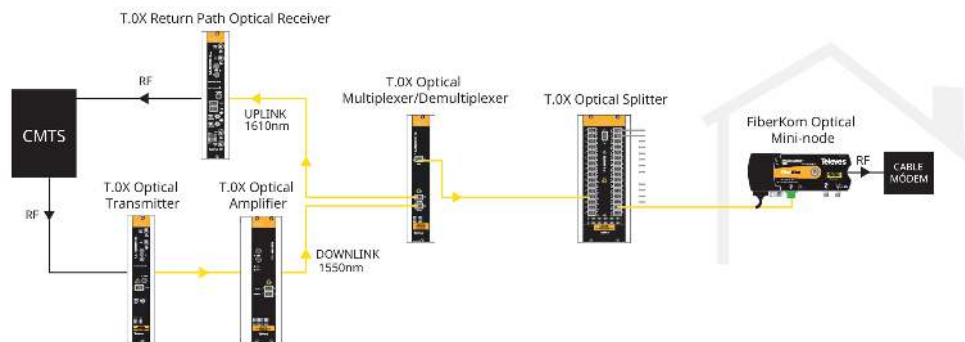 T.0X Return Path Optical Receiver
RF
CMTS
UPLINK
1610nm
T.0X Optical
Multiplexer/Demultiplexer
T.0X Optical Splitter
FiberKom Optical
Mini-node
Televes
RF
CABLE
MÓDEM
RF
T.0X Optical
Transmitter
T.0X Optical
Amplifier
DOWNLINK
1550nm